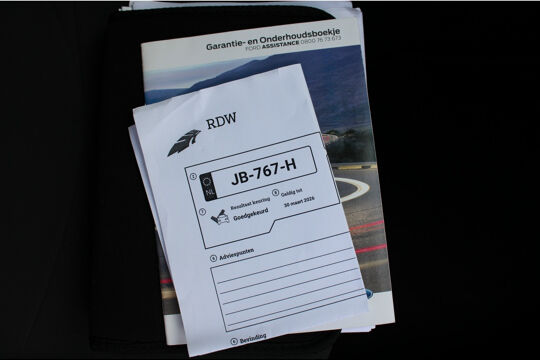 Garantie- en Onderhoudsboekje
FORD ASSISTANCE 0800 76 73 673
RDW
NL
JB-767-H
Resultaat keuring
Goedgekeurd
Geldig tot
30 maart 2026
Adviespunten
Bevinding